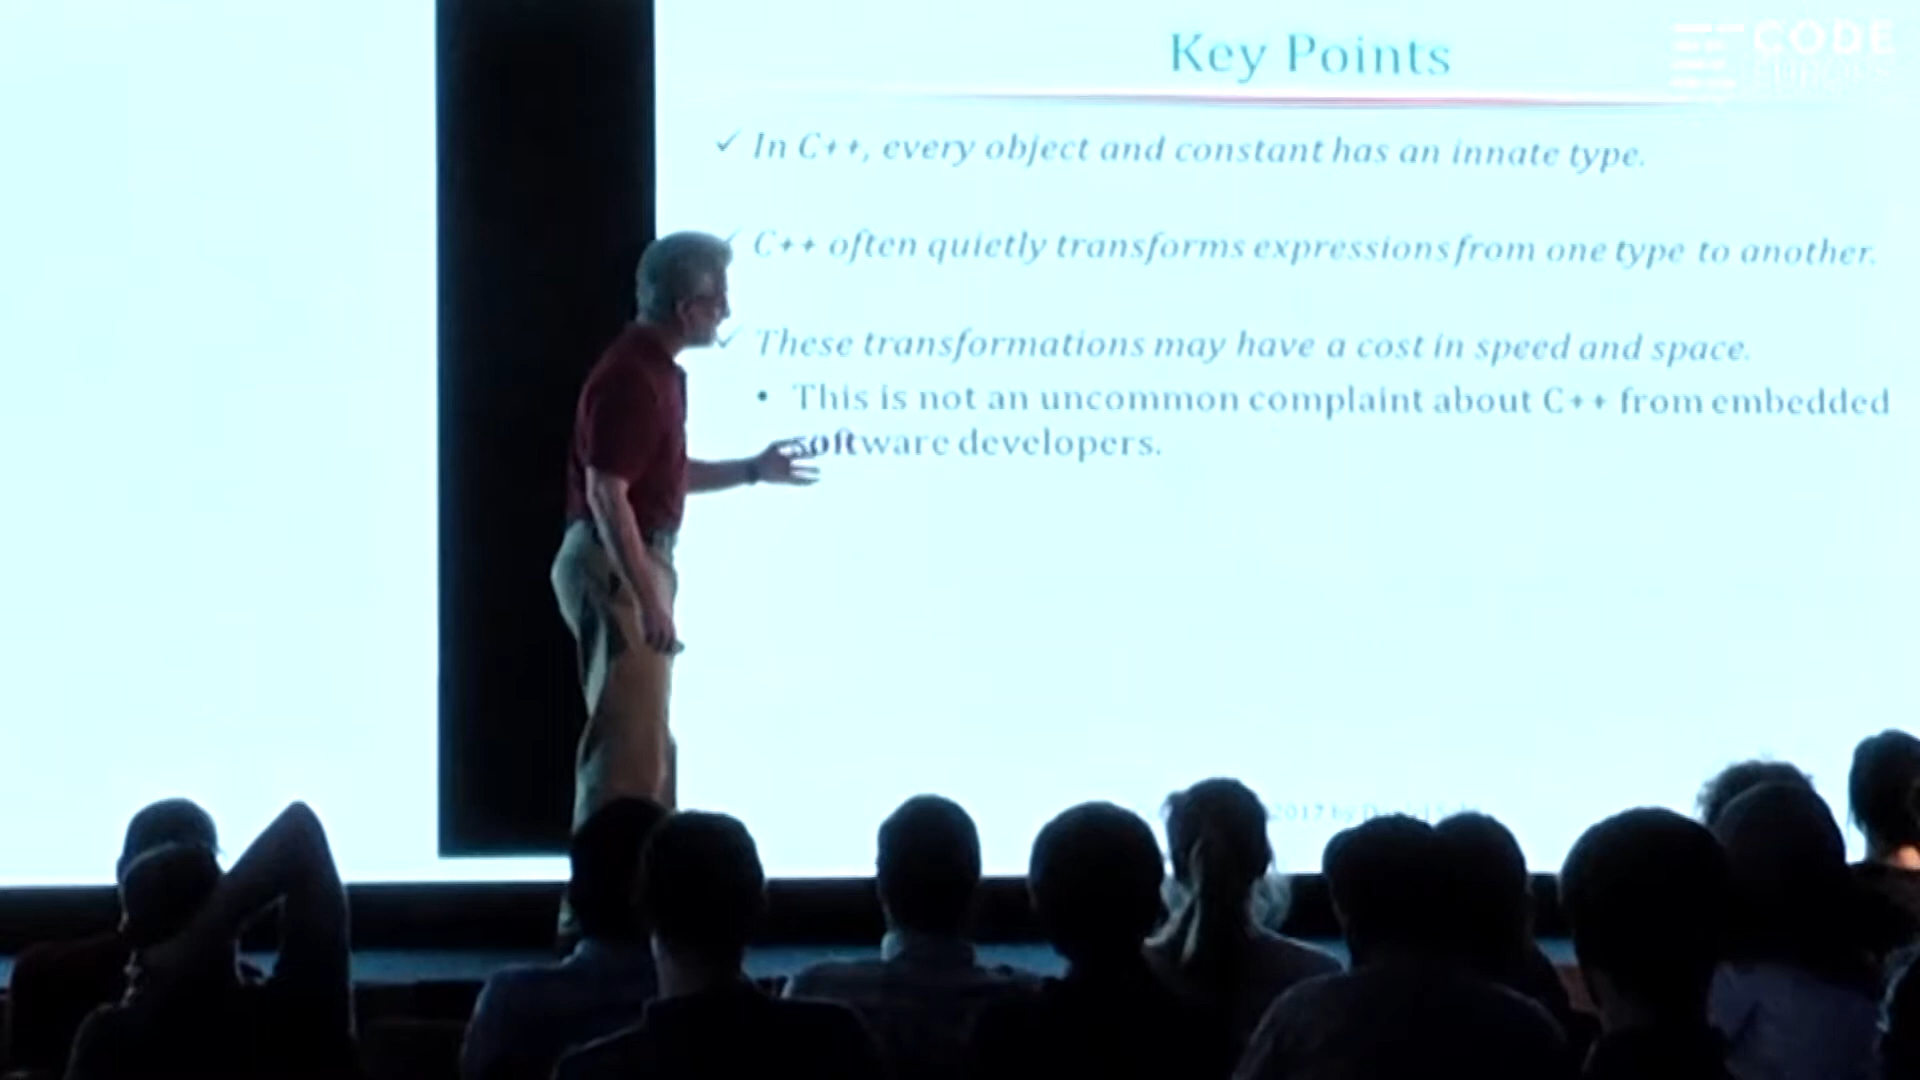 Key Points
CODE
✓ In C++, every object and constant has an innate type.
✓ C++ often quietly transforms expressions from one type to another.
✓ These transformations may have a cost in speed and space.
• This is not an uncommon complaint about C++ from embedded
software developers.
2017 by